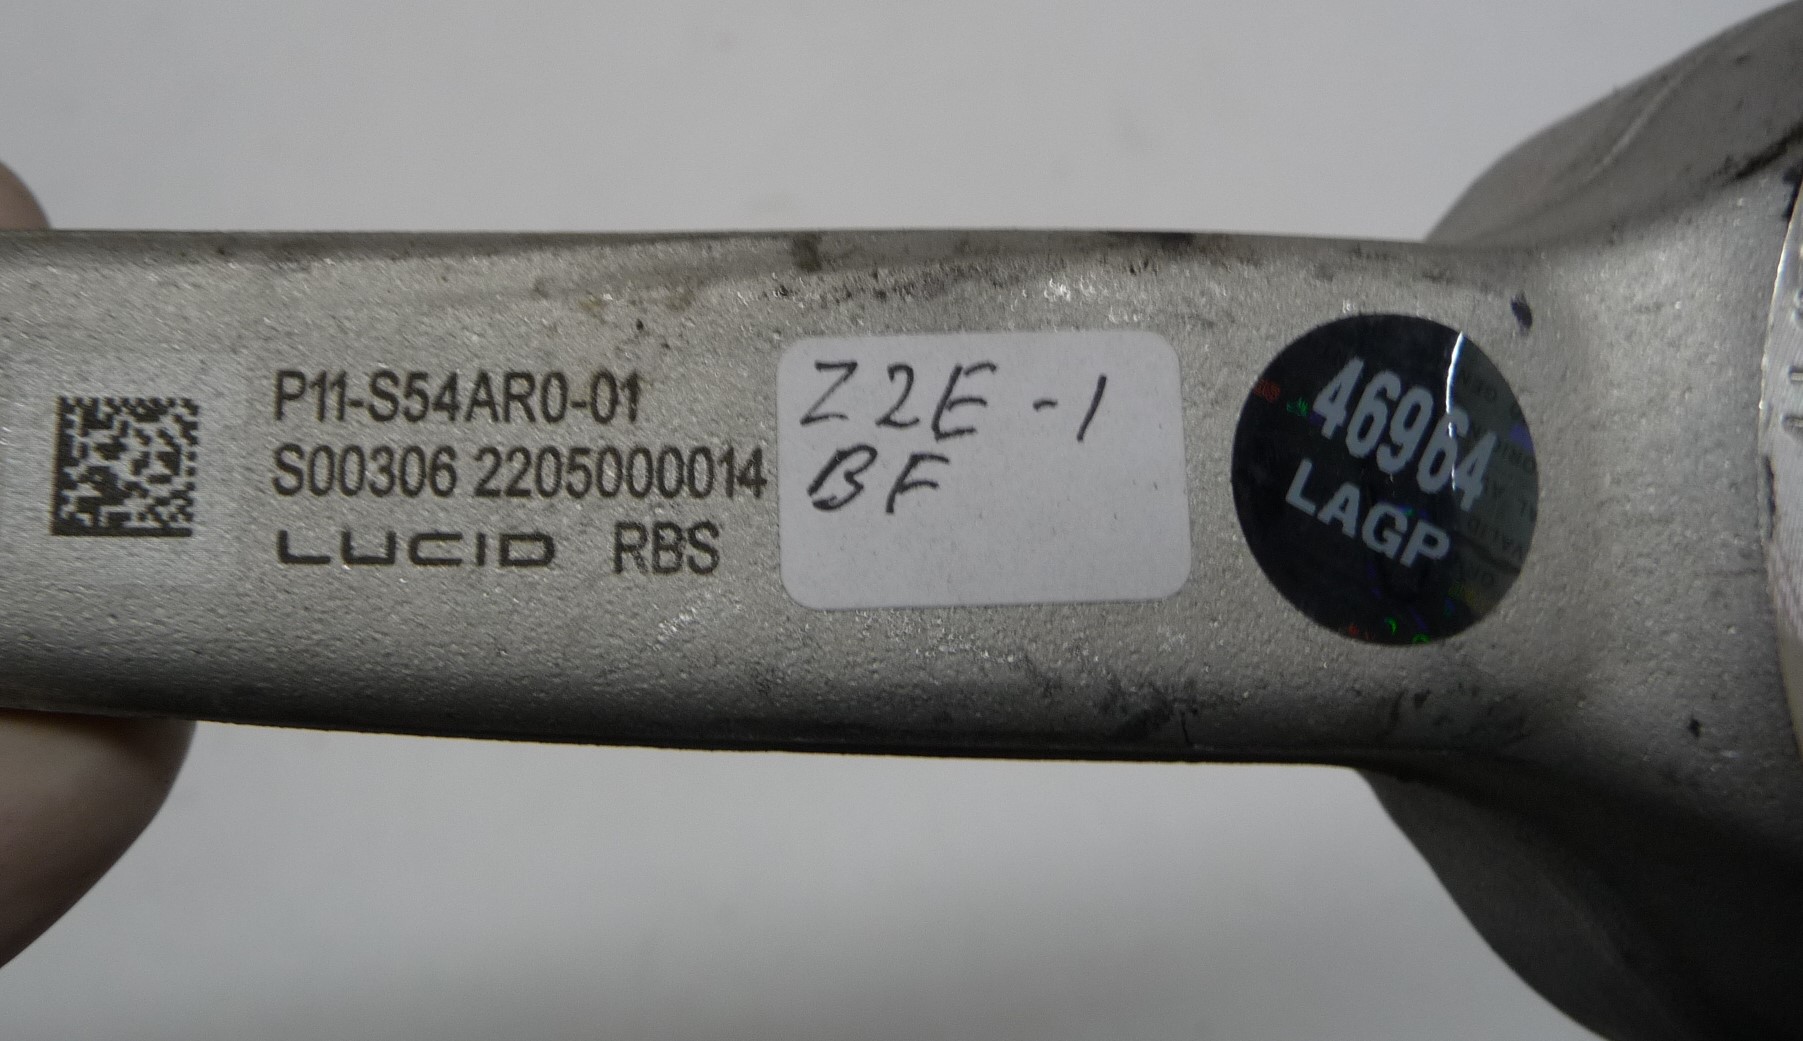 P11-S54AR0-01
S00306 2205000014
LUCID RBS
Z2E-1
BF
46964
LAGP